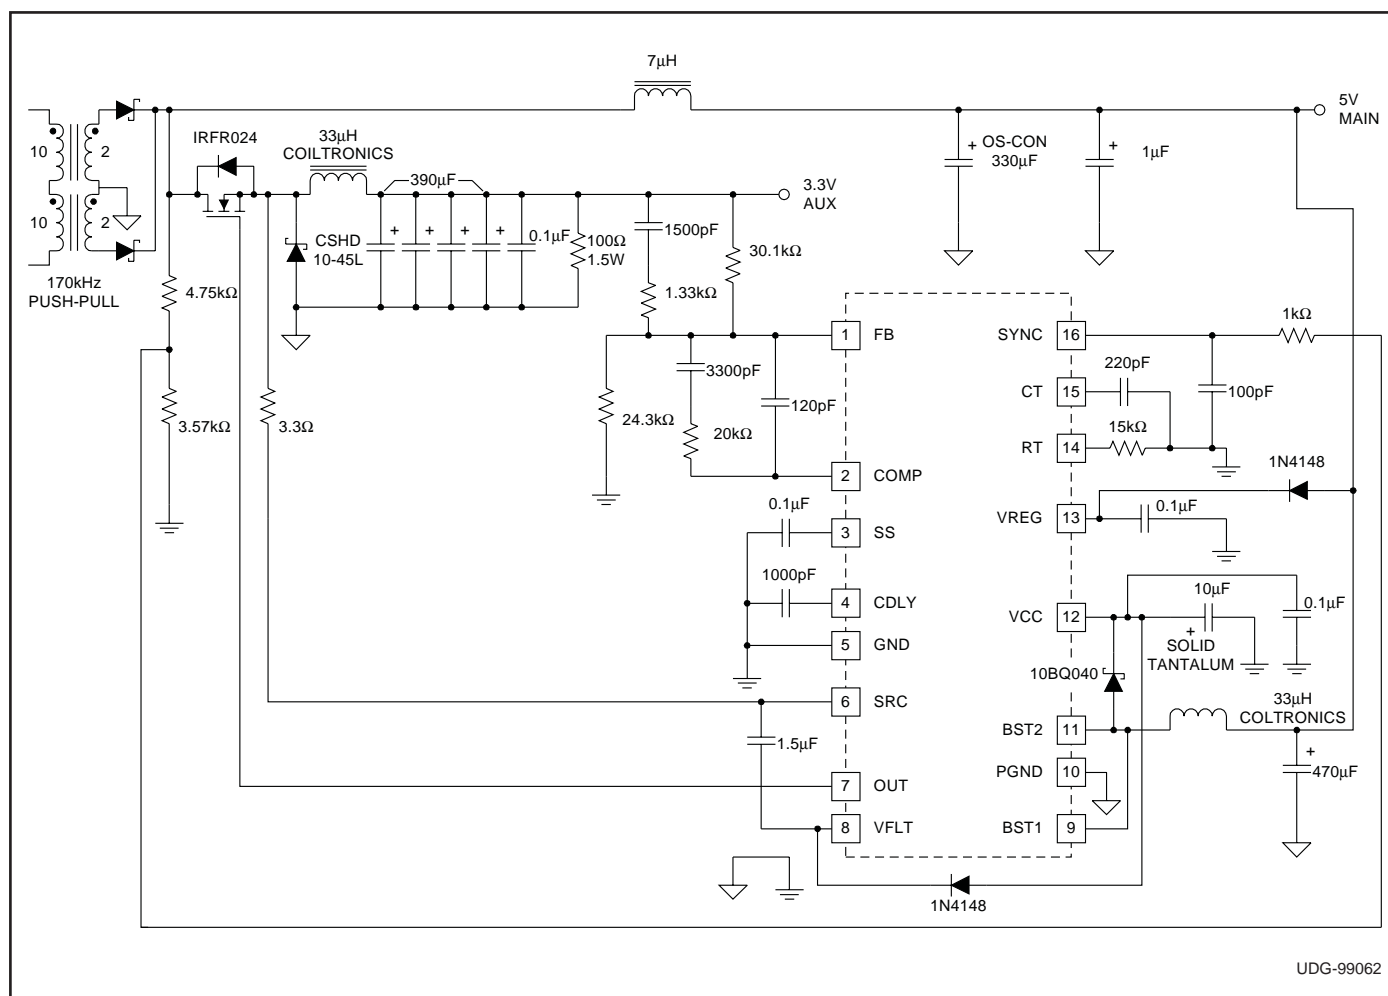 7μH
5V
MAIN
10
2
10
2
170kHz
PUSH-PULL
IRFR024
33μH
COILTRONICS
390μF
+
+
+
+
0.1μF
CSHD
10-45L
100Ω
1.5W
3.3V
AUX
1500pF
1.33kΩ
30.1kΩ
+ OS-CON
330μF
+
1μF
4.75kΩ
3.57kΩ
3.3Ω
24.3kΩ
3300pF
20kΩ
120pF
1 FB
2 COMP
0.1μF
3 SS
1000pF
4 CDLY
5 GND
6 SRC
1.5μF
7 OUT
8 VFLT
SYNC 16
1kΩ
CT 15
220pF
100pF
RT 14
15kΩ
1N4148
VREG 13
0.1μF
VCC 12
10μF
+
SOLID
TANTALUM
0.1μF
10BQ040
BST2 11
33μH
COLTRONICS
PGND 10
+
470μF
BST1 9
1N4148
UDG-99062